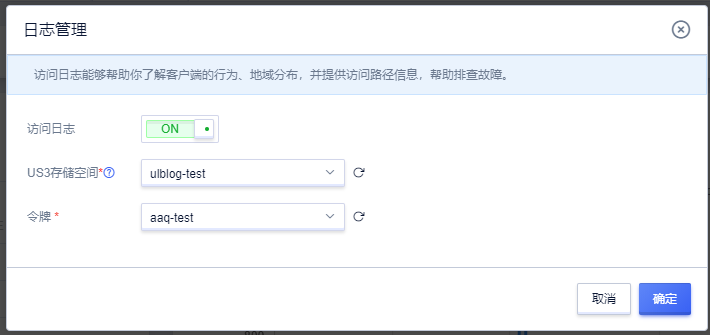 日志管理
访问日志能够帮助你了解客户端的行为、地域分布，并提供访问路径信息，帮助排查故障。
访问日志 ON
US3存储空间* ulblog-test
令牌 * aaq-test
取消 确定